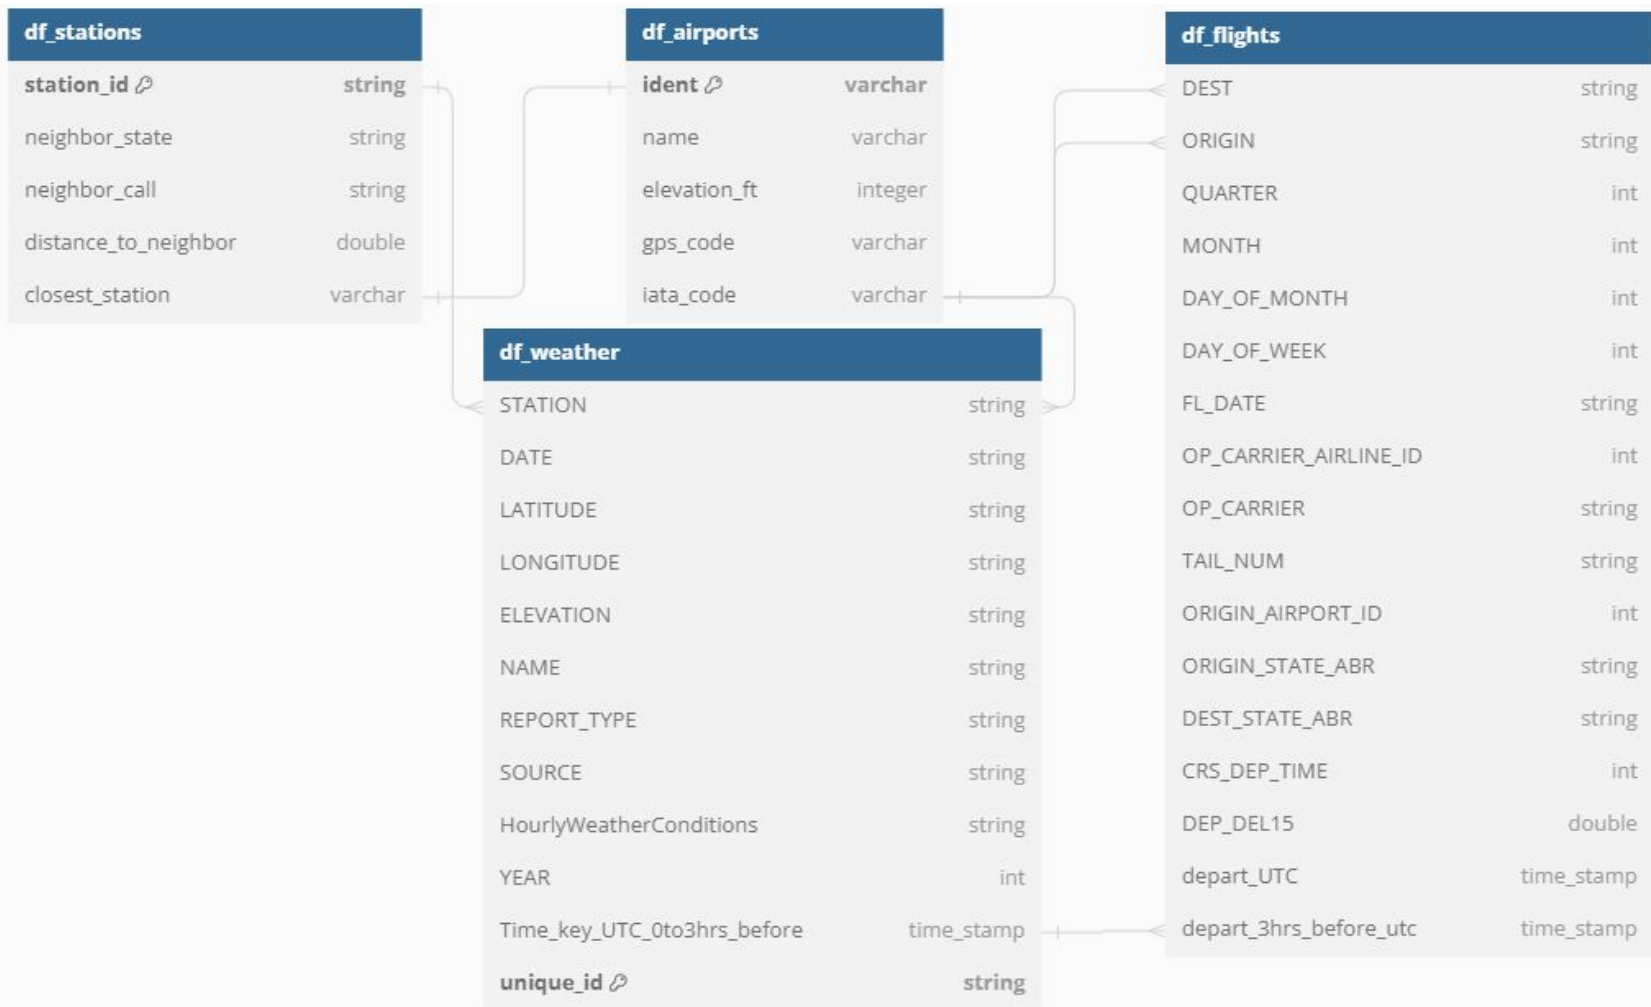 df_stations
station_id string
neighbor_state string
neighbor_call string
distance_to_neighbor double
closest_station varchar
df_airports
ident varchar
name varchar
elevation_ft integer
gps_code varchar
iata_code varchar
df_weather
STATION string
DATE string
LATITUDE string
LONGITUDE string
ELEVATION string
NAME string
REPORT_TYPE string
SOURCE string
HourlyWeatherConditions string
YEAR int
Time_key_UTC_0to3hrs_before time_stamp
unique_id string
df_flights
DEST string
ORIGIN string
QUARTER int
MONTH int
DAY_OF_MONTH int
DAY_OF_WEEK int
FL_DATE string
OP_CARRIER_AIRLINE_ID int
OP_CARRIER string
TAIL_NUM string
ORIGIN_AIRPORT_ID int
ORIGIN_STATE_ABR string
DEST_STATE_ABR string
CRS_DEP_TIME int
DEP_DEL15 double
depart_UTC time_stamp
depart_3hrs_before_utc time_stamp